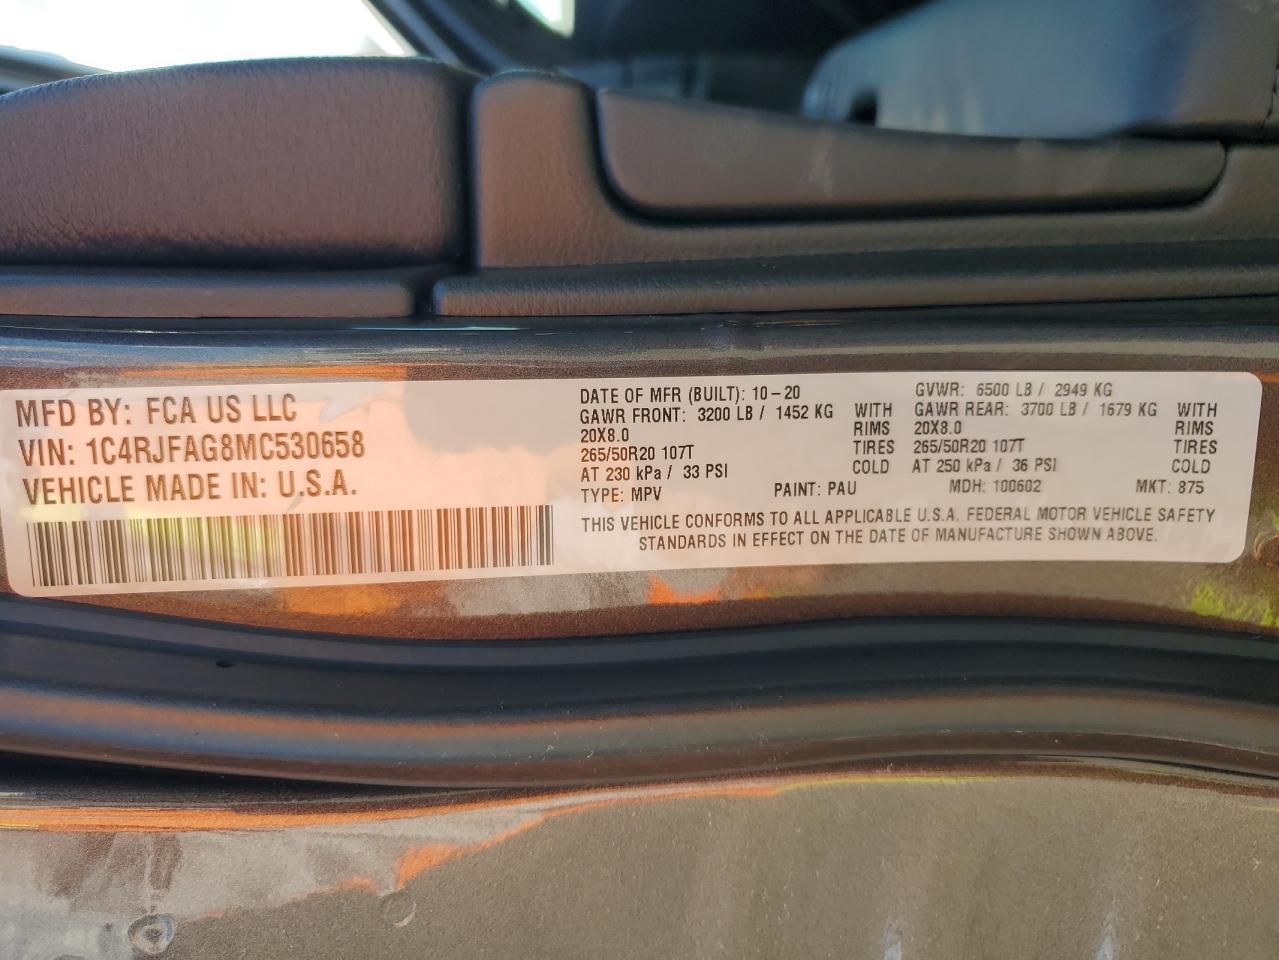 MFD BY: FCA US LLC
VIN: 1C4RJFAG8MC530658
VEHICLE MADE IN: U.S.A.
DATE OF MFR (BUILT): 10-20
GAWR FRONT: 3200 LB / 1452 KG WITH
20X8.0 RIMS
265/50R20 107T TIRES
AT 230 kPa / 33 PSI COLD
GVWR: 6500 LB / 2949 KG
GAWR REAR: 3700 LB / 1679 KG WITH
20X8.0 RIMS
265/50R20 107T TIRES
AT 250 kPa / 36 PSI COLD
TYPE: MPV PAINT: PAU MDH: 100602 MKT: 875
THIS VEHICLE CONFORMS TO ALL APPLICABLE U.S.A. FEDERAL MOTOR VEHICLE SAFETY
STANDARDS IN EFFECT ON THE DATE OF MANUFACTURE SHOWN ABOVE.